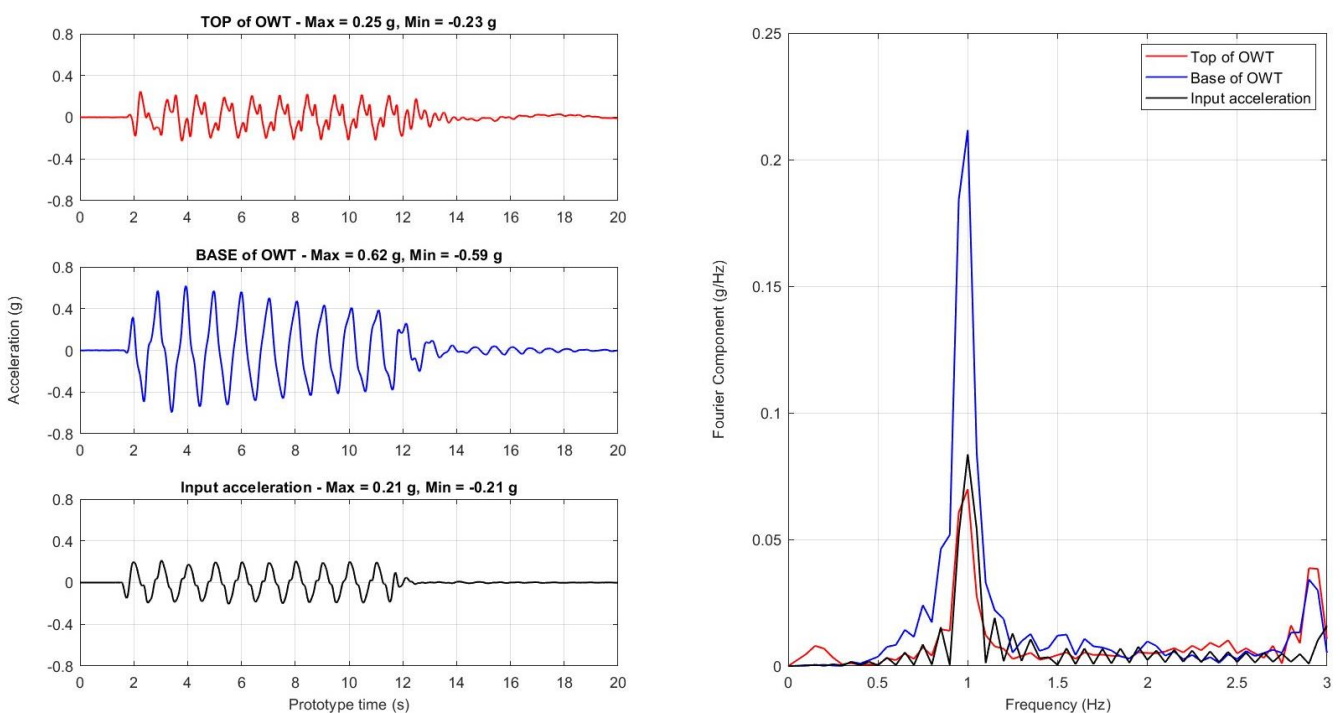 TOP of OWT - Max = 0.25 g, Min = -0.23 g
0.8
0.4
0
-0.4
-0.8
0 2 4 6 8 10 12 14 16 18 20
BASE of OWT - Max = 0.62 g, Min = -0.59 g
0.8
0.4
0
-0.4
-0.8
0 2 4 6 8 10 12 14 16 18 20
Acceleration (g)
Input acceleration - Max = 0.21 g, Min = -0.21 g
0.8
0.4
0
-0.4
-0.8
0 2 4 6 8 10 12 14 16 18 20
Prototype time (s)
Top of OWT
Base of OWT
Input acceleration
0.25
0.2
0.15
0.1
0.05
0
Fourier Component (g/Hz)
0 0.5 1 1.5 2 2.5 3
Frequency (Hz)